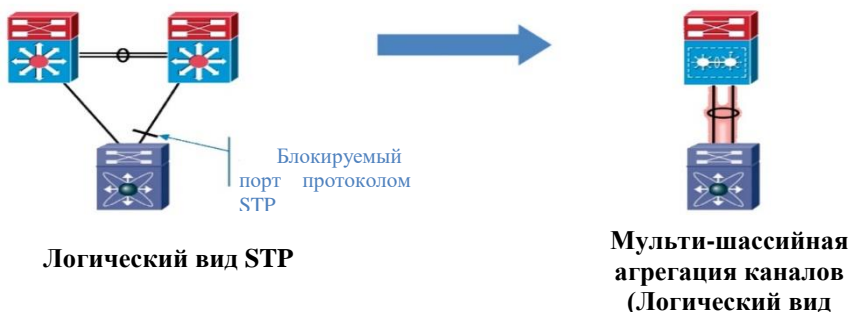 Блокируемый
порт протоколом
STP
Логический вид STP
Мульти-шассийная
агрегация каналов
(Логический вид